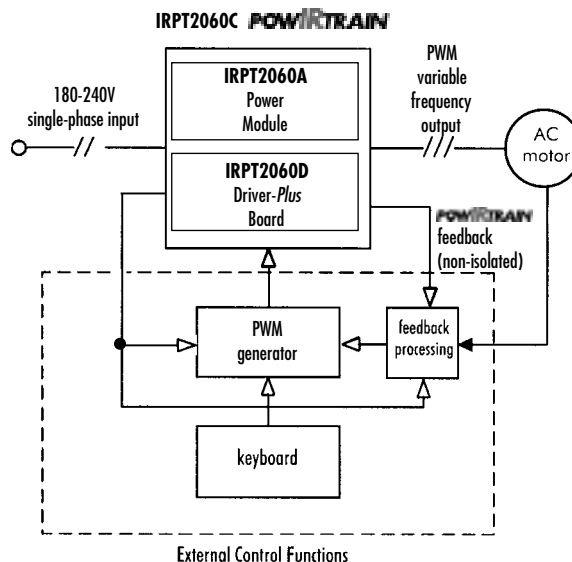 IRPT2060C POWIRTRAIN
IRPT2060A
Power
Module
IRPT2060D
Driver-Plus
Board
180-240V
single-phase input
PWM
variable
frequency
output
AC
motor
POWIRTRAIN
feedback
(non-isolated)
PWM
generator
feedback
processing
keyboard
External Control Functions